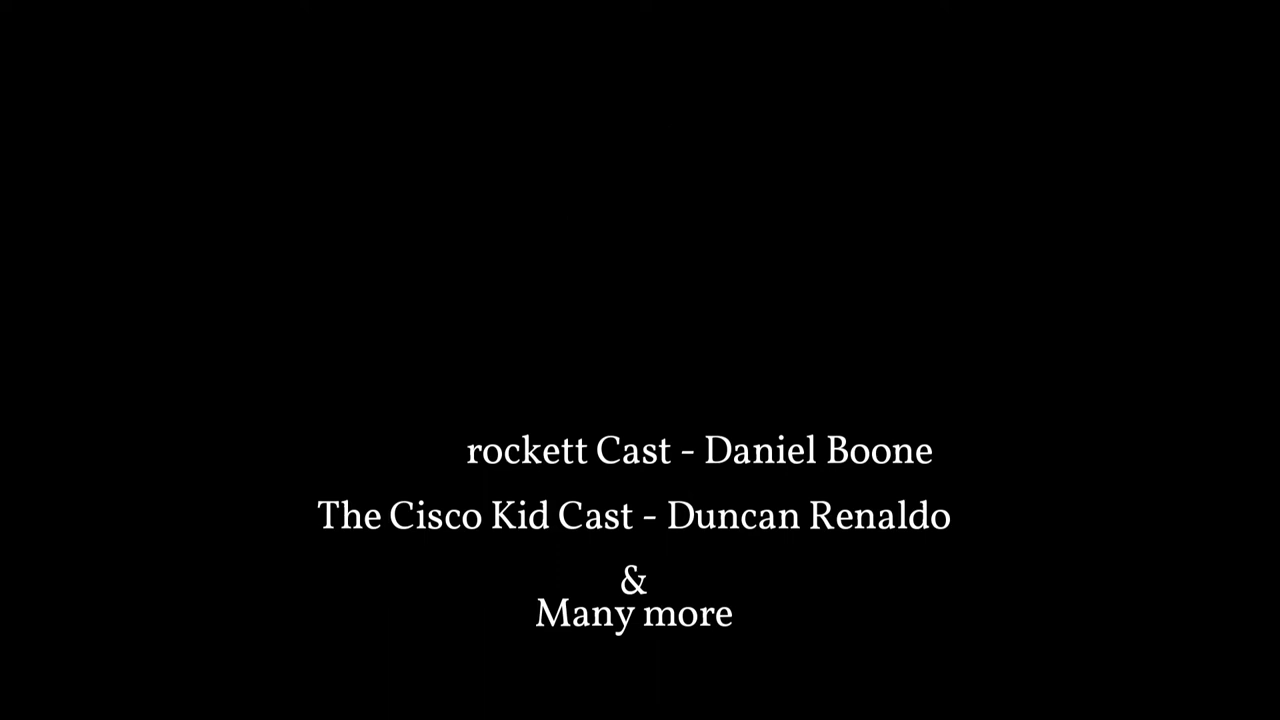 rockett Cast - Daniel Boone
The Cisco Kid Cast - Duncan Renaldo
&
Many more